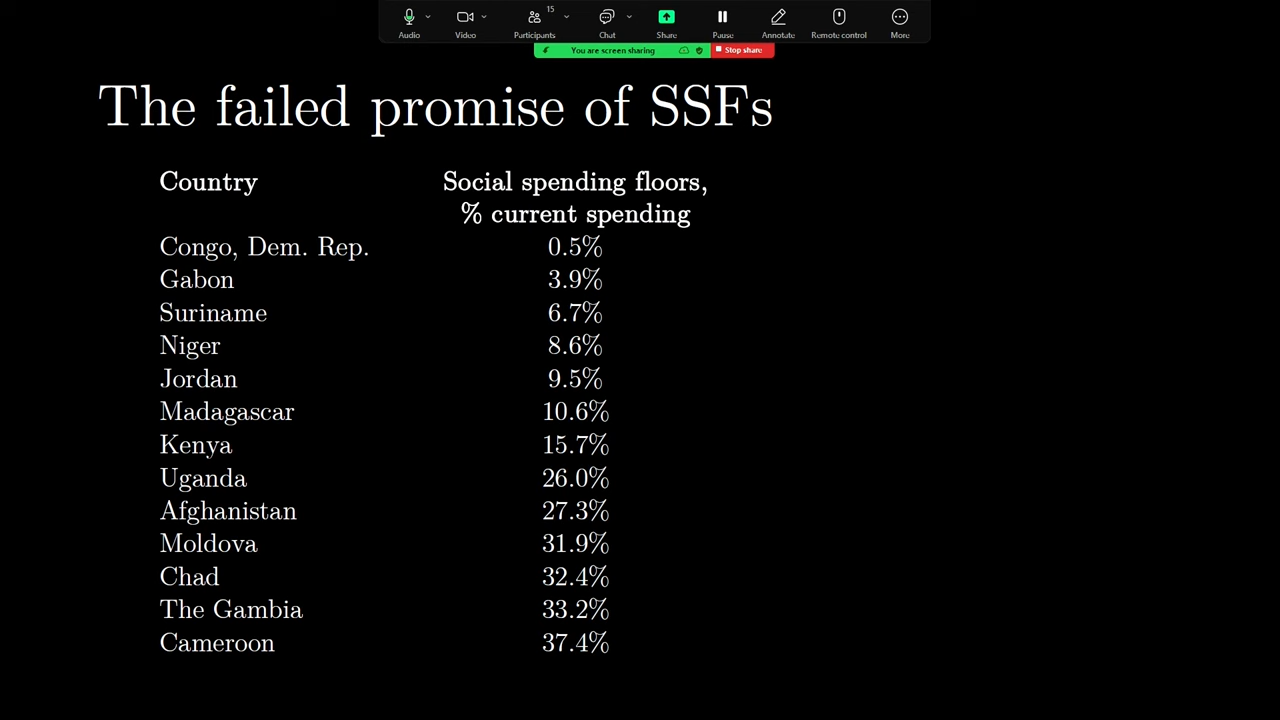 15
Audio Video Participants Chat Share Pause Annotate Remote control More
You are screen sharing Stop share
The failed promise of SSFs
Country Social spending floors,
% current spending
Congo, Dem. Rep. 0.5%
Gabon 3.9%
Suriname 6.7%
Niger 8.6%
Jordan 9.5%
Madagascar 10.6%
Kenya 15.7%
Uganda 26.0%
Afghanistan 27.3%
Moldova 31.9%
Chad 32.4%
The Gambia 33.2%
Cameroon 37.4%